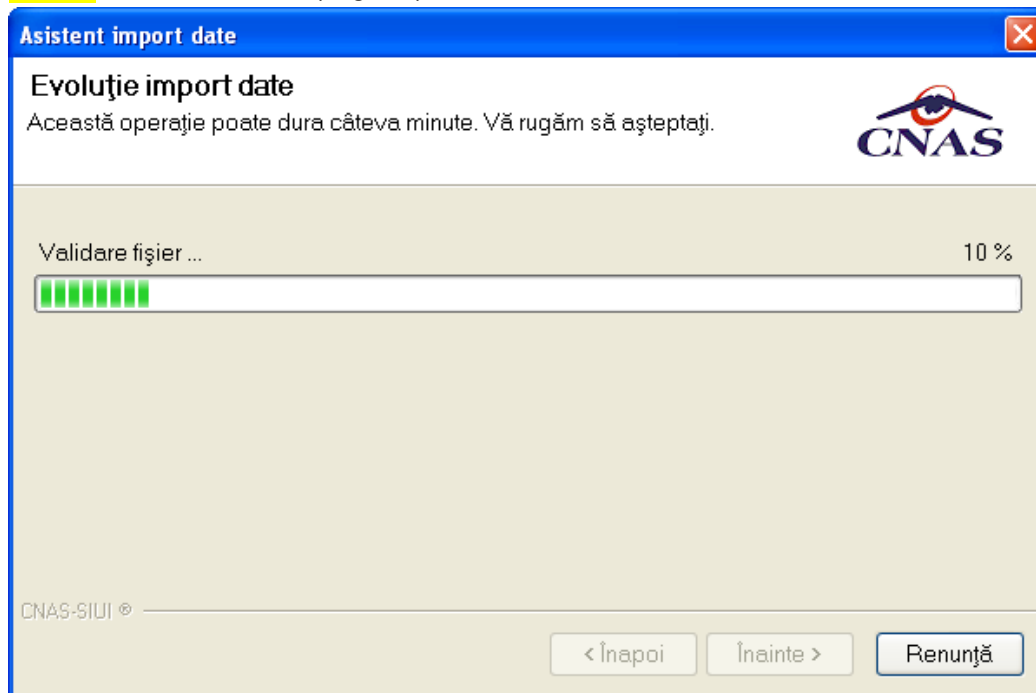 Asistent import date
Evoluţie import date
Această operaţie poate dura câteva minute. Vă rugăm să aşteptaţi.
CNAS
Validare fişier ... 10 %
CNAS-SIUI ®
< Înapoi Înainte > Renunţă